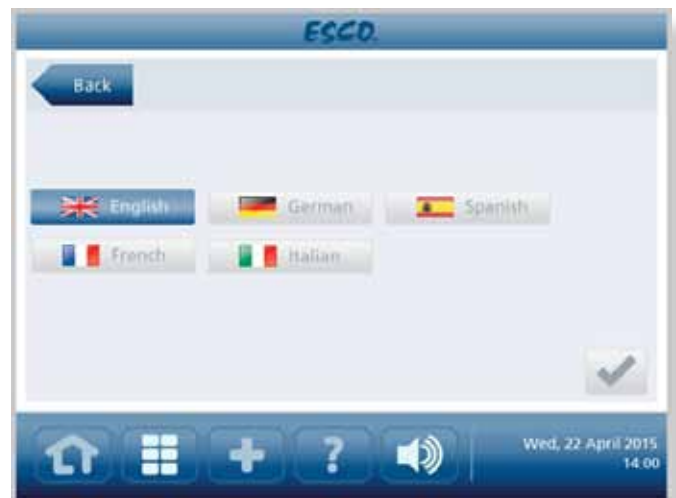 ESCO.
Back
English
German
Spanish
French
Italian
?
Wed, 22 April 2015
14:00